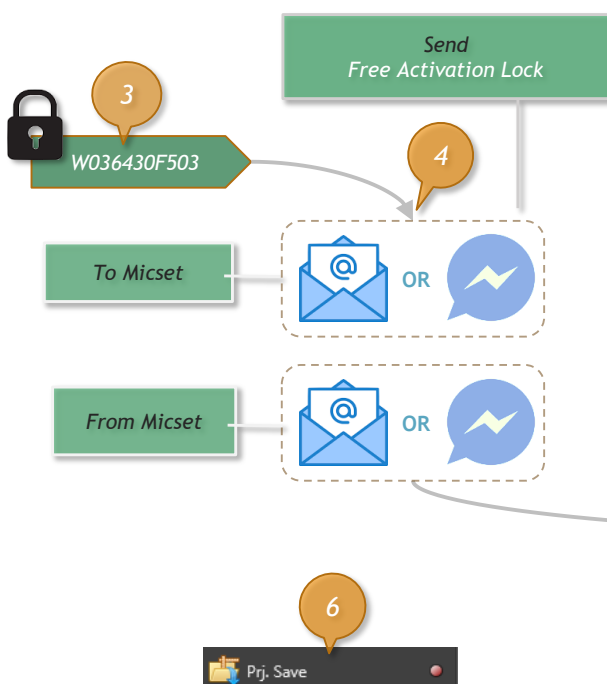 Send
Free Activation Lock
3
W036430F503
4
To Micset
@
OR
From Micset
@
OR
6
Prj. Save